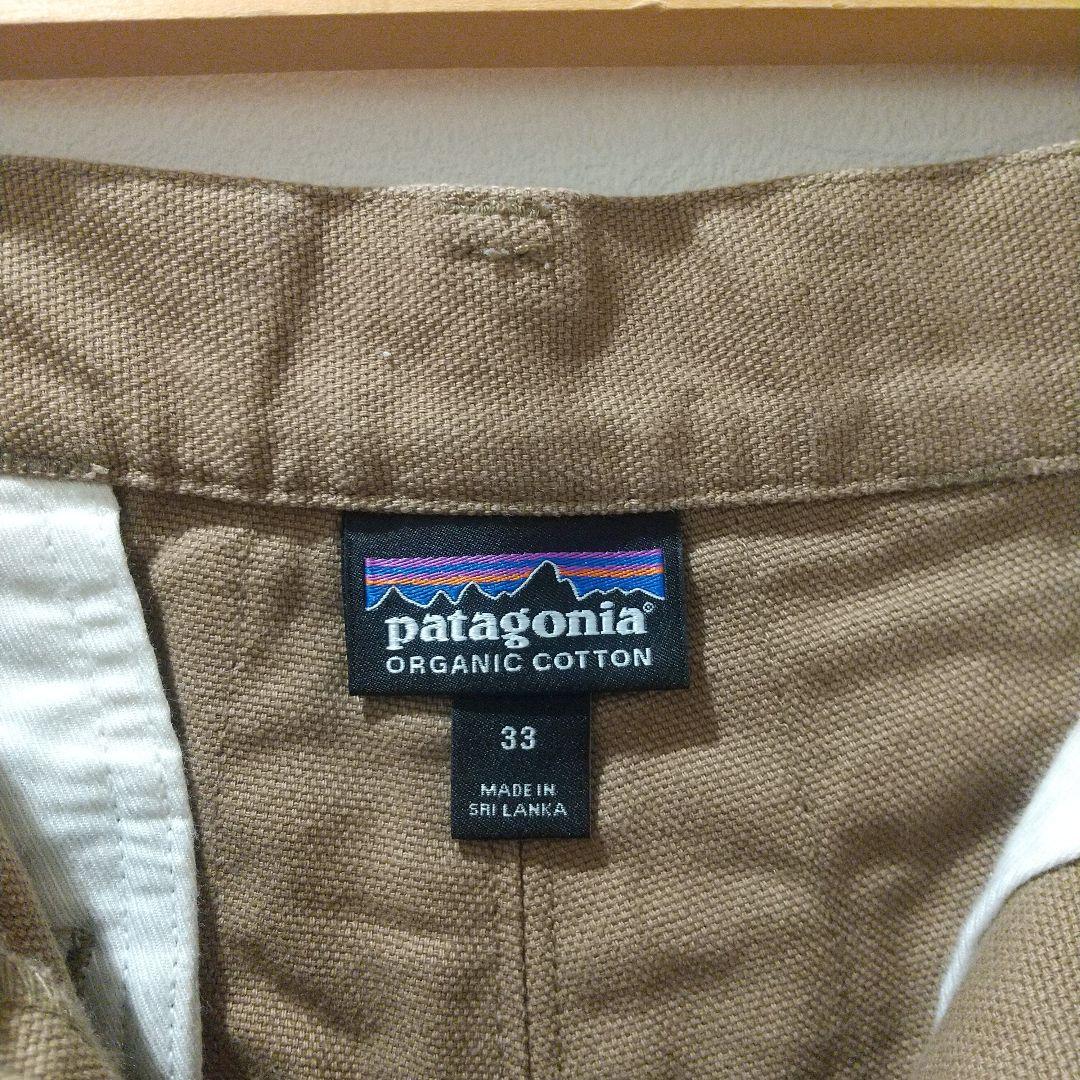 patagonia®
ORGANIC COTTON
33
MADE IN
SRI LANKA